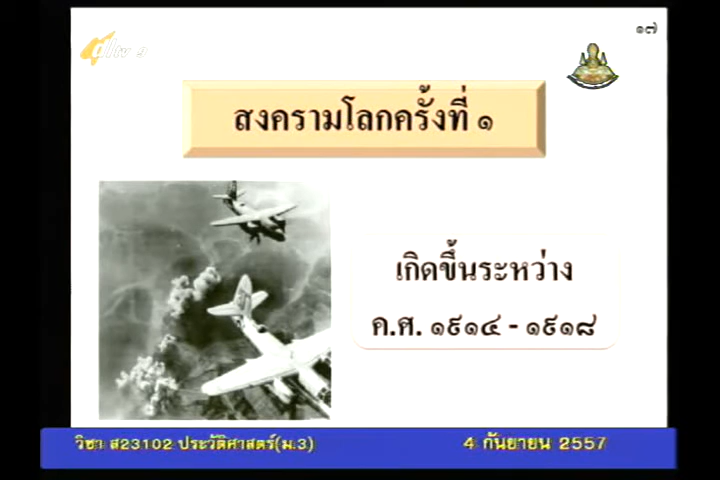 ๑๗
dltv ๑
สงครามโลกครั้งที่ ๑
เกิดขึ้นระหว่าง
ค.ศ. ๑๙๑๔ - ๑๙๑๘
วิชา ส23102 ประวัติศาสตร์(ม.3)
4 กันยายน 2557